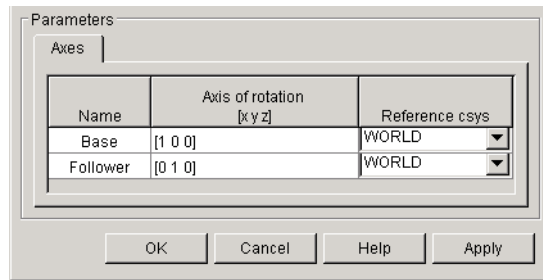 Parameters
Axes
Name Axis of rotation [x y z] Reference csys
Base [1 0 0] WORLD
Follower [0 1 0] WORLD
OK Cancel Help Apply